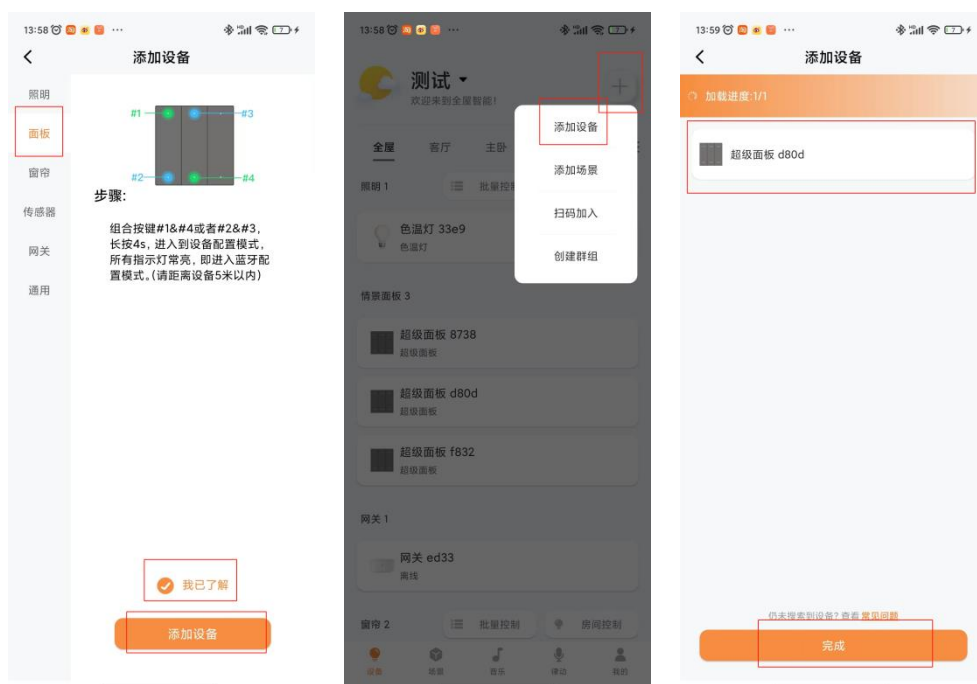 13:58
添加设备
照明
面板
窗帘
传感器
网关
通用
#1
#3
#2
#4
步骤:
组合按键#1&#4或者#2&#3,
长按4s, 进入到设备配置模式,
所有指示灯常亮, 即进入蓝牙配
置模式。(请距离设备5米以内)
我已了解
添加设备
13:58
测试
欢迎来到全屋智能!
添加设备
添加场景
扫码加入
创建群组
全屋
客厅
主卧
照明 1
批量控制
色温灯 33e9
色温灯
情景面板 3
超级面板 8738
超级面板
超级面板 d80d
超级面板
超级面板 f832
超级面板
网关 1
网关 ed33
离线
窗帘 2
批量控制
房间控制
设备
音乐
律动
我的
13:59
添加设备
加载进度:1/1
超级面板 d80d
仍未搜索到设备? 查看 常见问题
完成